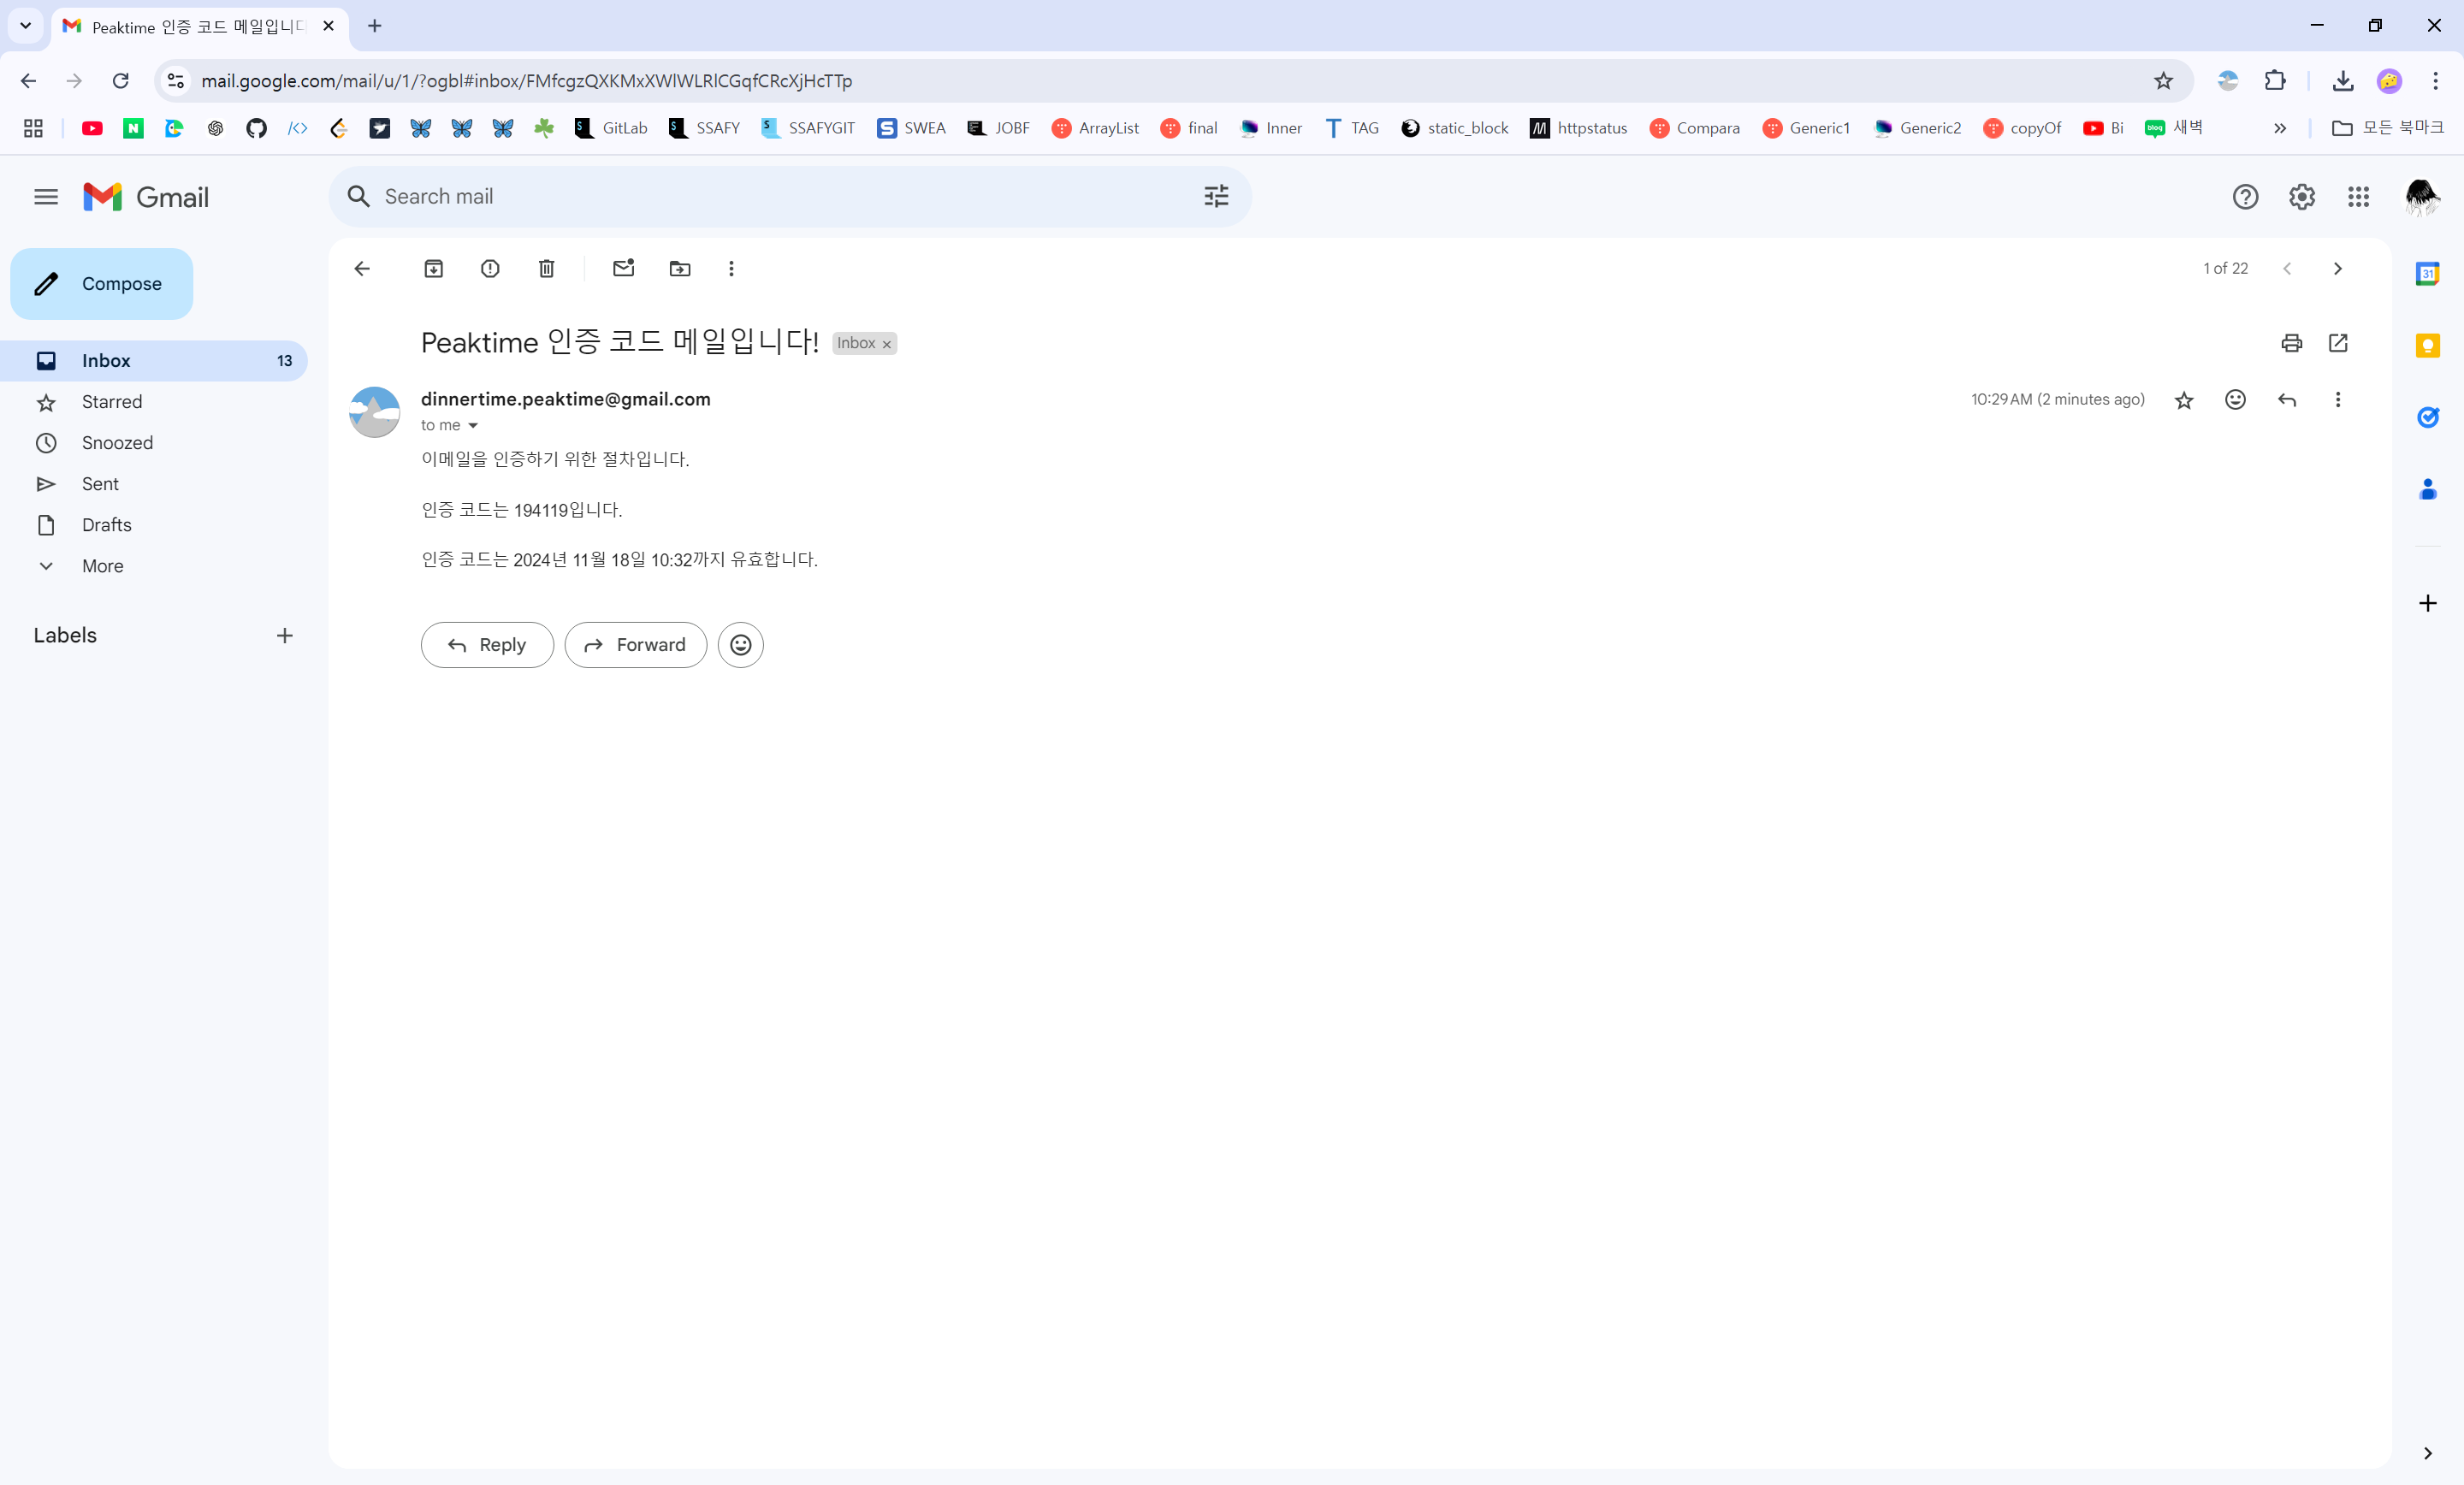 Peaktime 인증 코드 메일입니다
mail.google.com/mail/u/1/?ogbl#inbox/FMfcgzQXKMxXWlWLRlCGqfCRcXjHcTTp
GitLab SSAFY SSAFYGIT SWEA JOBF ArrayList final Inner TAG static_block httpstatus Compara Generic1 Generic2 copyOf Bi 새벽 모든 북마크
Gmail
Search mail
Compose
1 of 22
Inbox 13
Starred
Snoozed
Sent
Drafts
More
Labels
Peaktime 인증 코드 메일입니다! Inbox
dinnertime.peaktime@gmail.com 10:29 AM (2 minutes ago)
to me
이메일을 인증하기 위한 절차입니다.
인증 코드는 194119입니다.
인증 코드는 2024년 11월 18일 10:32까지 유효합니다.
Reply Forward
31